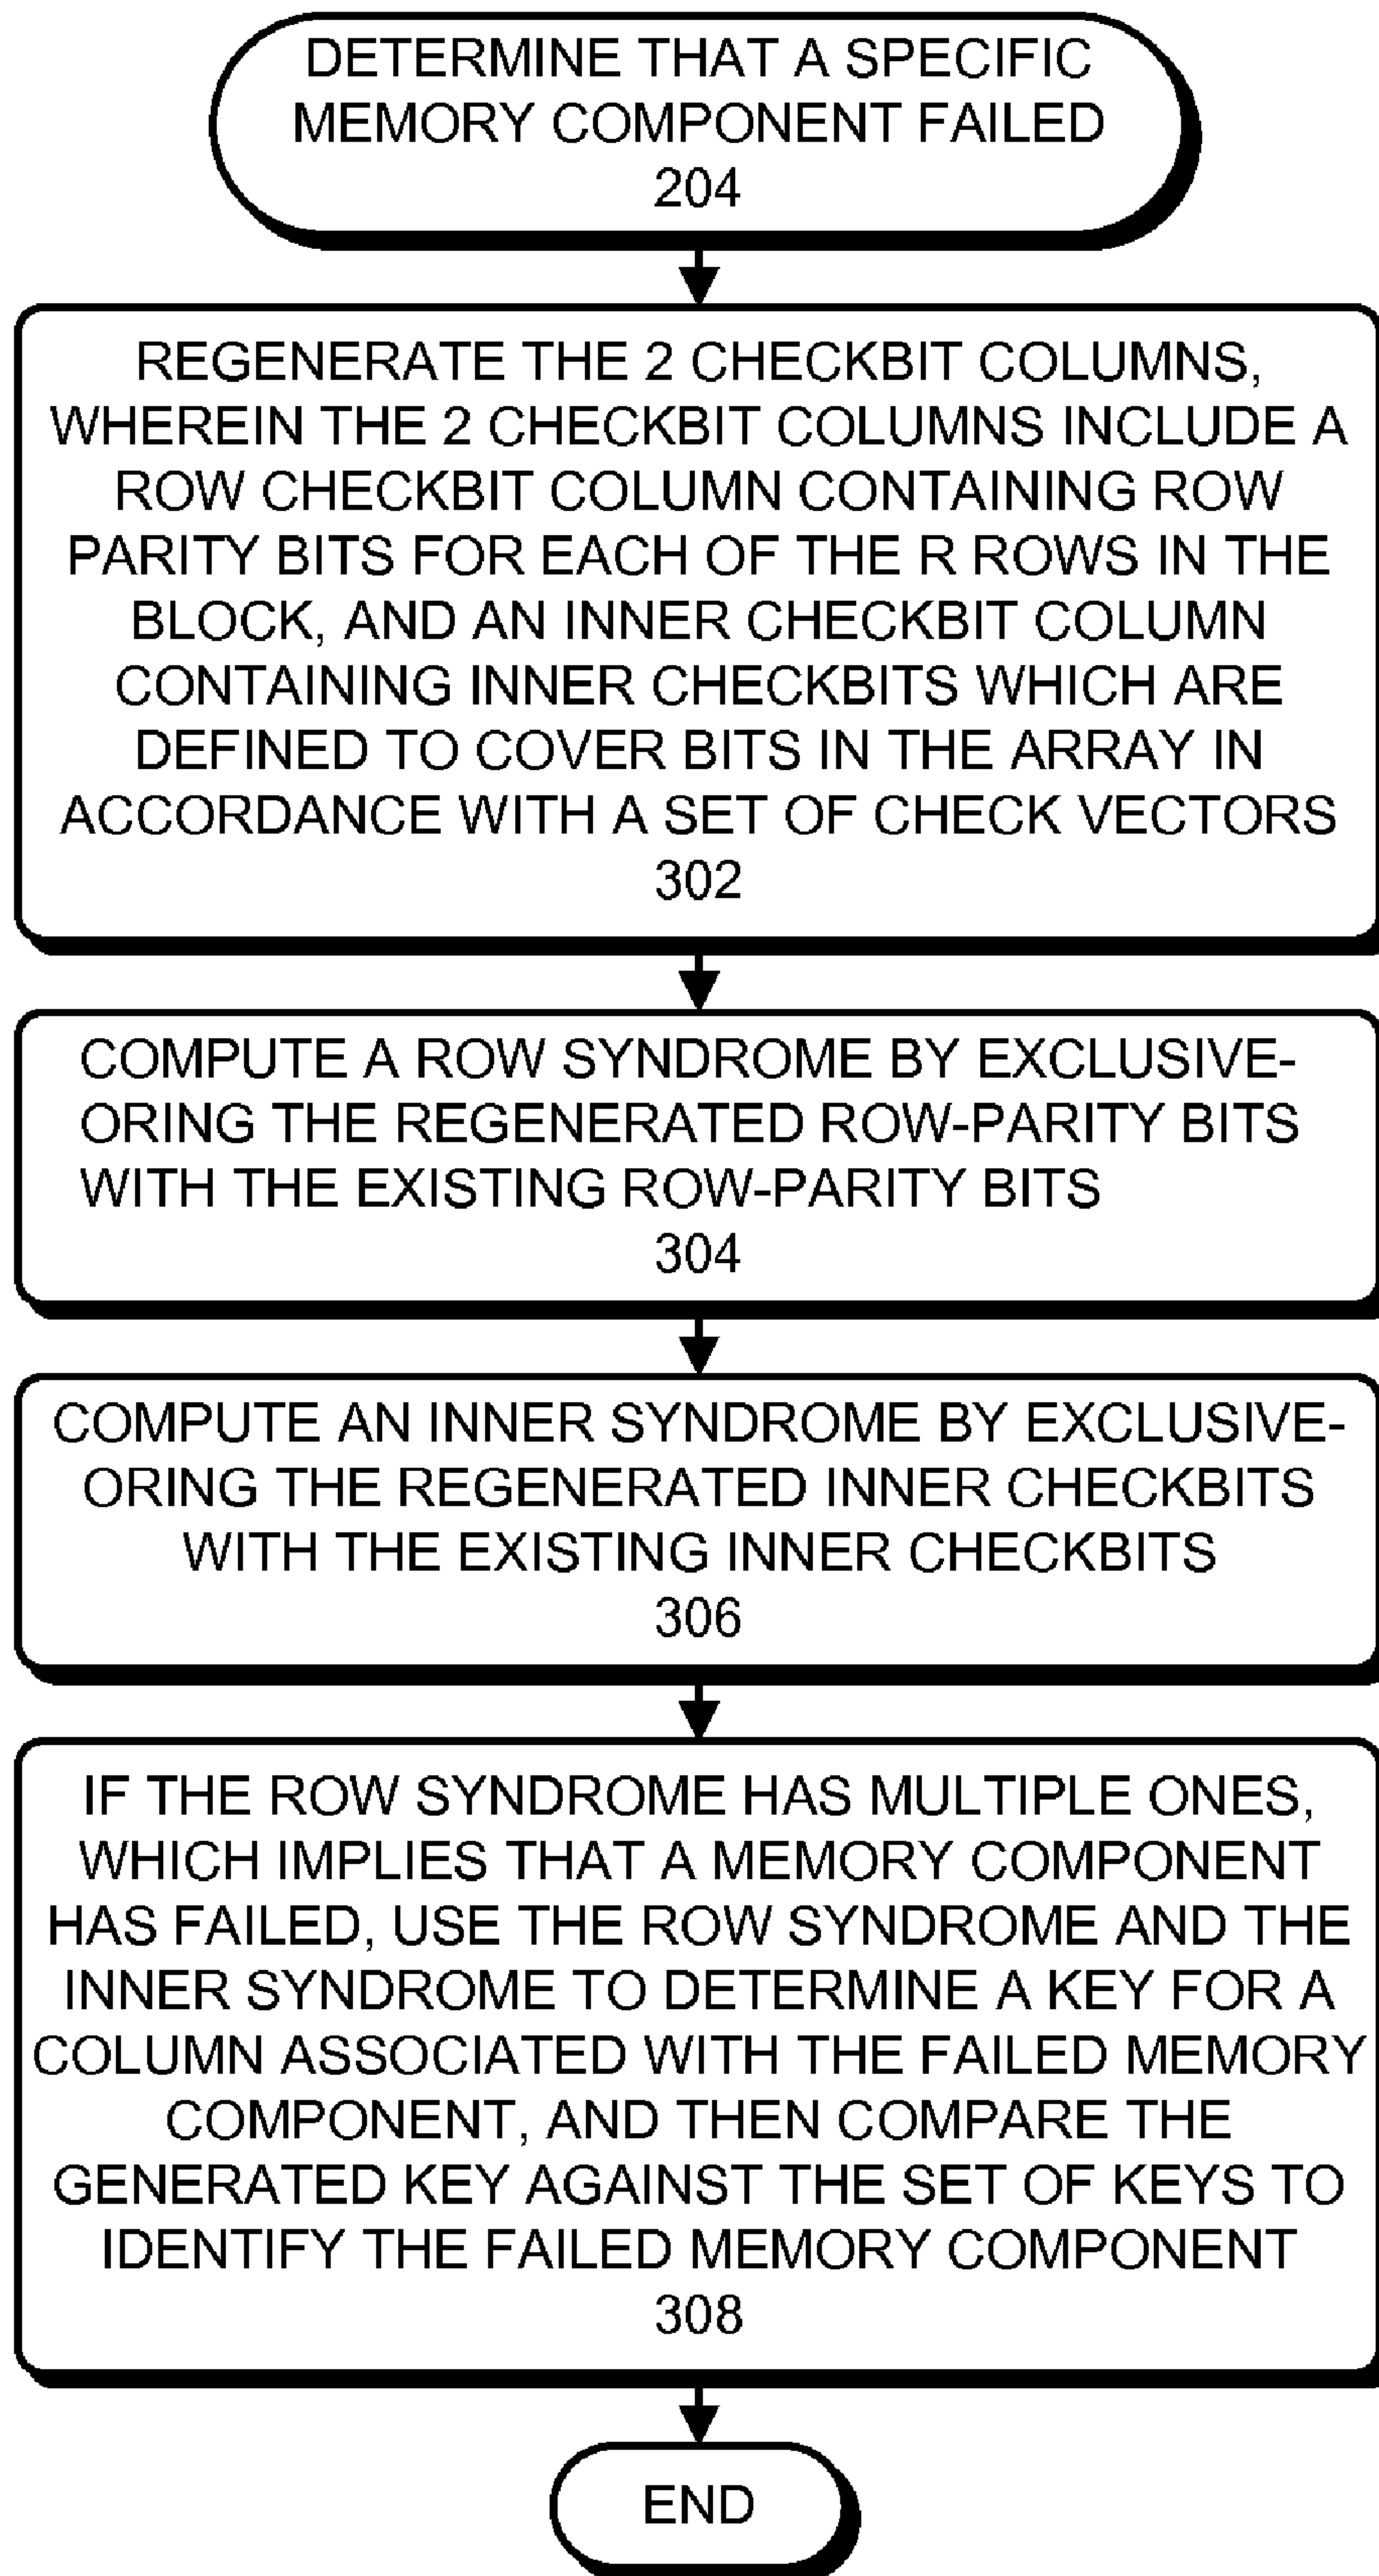 DETERMINE THAT A SPECIFIC
MEMORY COMPONENT FAILED
204
REGENERATE THE 2 CHECKBIT COLUMNS,
WHEREIN THE 2 CHECKBIT COLUMNS INCLUDE A
ROW CHECKBIT COLUMN CONTAINING ROW
PARITY BITS FOR EACH OF THE R ROWS IN THE
BLOCK, AND AN INNER CHECKBIT COLUMN
CONTAINING INNER CHECKBITS WHICH ARE
DEFINED TO COVER BITS IN THE ARRAY IN
ACCORDANCE WITH A SET OF CHECK VECTORS
302
COMPUTE A ROW SYNDROME BY EXCLUSIVE-
ORING THE REGENERATED ROW-PARITY BITS
WITH THE EXISTING ROW-PARITY BITS
304
COMPUTE AN INNER SYNDROME BY EXCLUSIVE-
ORING THE REGENERATED INNER CHECKBITS
WITH THE EXISTING INNER CHECKBITS
306
IF THE ROW SYNDROME HAS MULTIPLE ONES,
WHICH IMPLIES THAT A MEMORY COMPONENT
HAS FAILED, USE THE ROW SYNDROME AND THE
INNER SYNDROME TO DETERMINE A KEY FOR A
COLUMN ASSOCIATED WITH THE FAILED MEMORY
COMPONENT, AND THEN COMPARE THE
GENERATED KEY AGAINST THE SET OF KEYS TO
IDENTIFY THE FAILED MEMORY COMPONENT
308
END